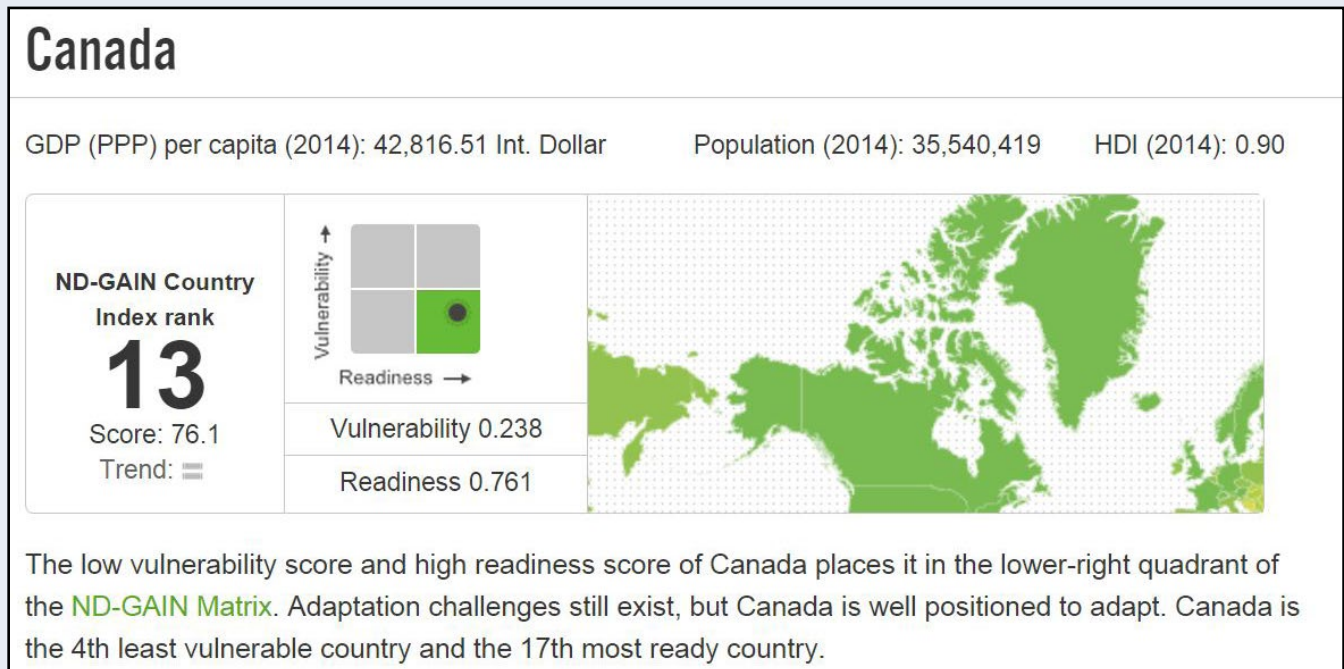 Canada
GDP (PPP) per capita (2014): 42,816.51 Int. Dollar
Population (2014): 35,540,419
HDI (2014): 0.90
ND-GAIN Country
Index rank
13
Score: 76.1
Trend: =
Vulnerability →
Readiness →
Vulnerability 0.238
Readiness 0.761
The low vulnerability score and high readiness score of Canada places it in the lower-right quadrant of
the ND-GAIN Matrix. Adaptation challenges still exist, but Canada is well positioned to adapt. Canada is
the 4th least vulnerable country and the 17th most ready country.